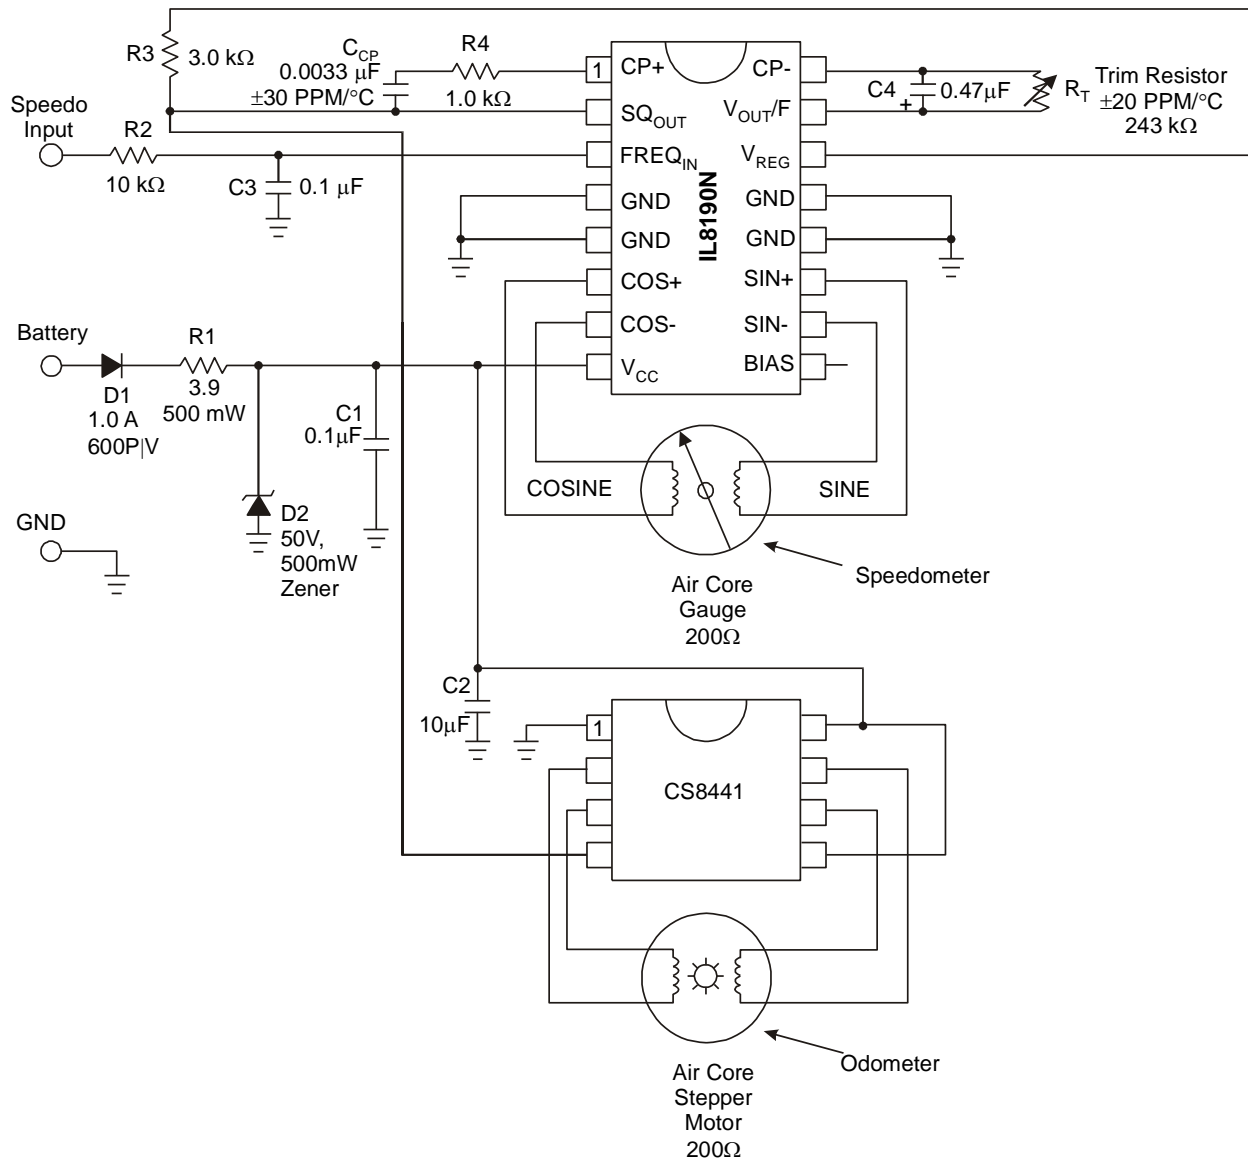 R3
3.0 kΩ
C_CP
0.0033 μF
±30 PPM/°C
R4
1.0 kΩ
Speedo
Input
R2
10 kΩ
C3
0.1 μF
1
CP+
SQ_OUT
FREQ_IN
GND
GND
COS+
COS-
V_CC
IL8190N
CP-
V_OUT/F
V_REG
GND
GND
SIN+
SIN-
BIAS
C4
0.47μF
+
R_T
Trim Resistor
±20 PPM/°C
243 kΩ
Battery
D1
1.0 A
600P|V
R1
3.9
500 mW
C1
0.1μF
D2
50V,
500mW
Zener
GND
COSINE
SINE
Speedometer
Air Core
Gauge
200Ω
C2
10μF
1
CS8441
Odometer
Air Core
Stepper
Motor
200Ω